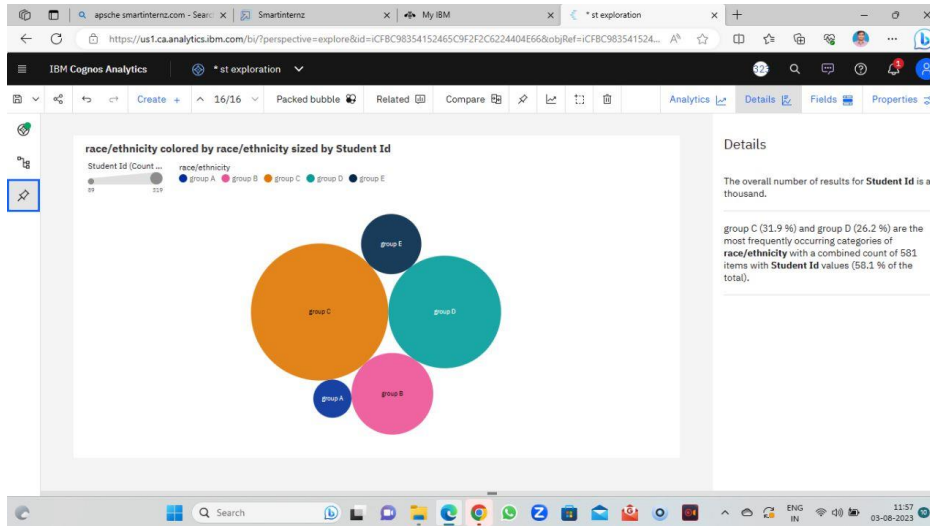 apsche smartinternz.com - Searc
Smartinternz
My IBM
* st exploration
https://us1.ca.analytics.ibm.com/bi/?perspective=explore&id=iCFBC98354152465C9F2F2C6224404E66&objRef=iCFBC983541524...
IBM Cognos Analytics
* st exploration
Create +
16/16
Packed bubble
Related
Compare
Analytics
Details
Fields
Properties
race/ethnicity colored by race/ethnicity sized by Student Id
Student Id (Count ...
89
319
race/ethnicity
group A
group B
group C
group D
group E
group E
group C
group D
group B
group A
Details
The overall number of results for Student Id is a
thousand.
group C (31.9 %) and group D (26.2 %) are the
most frequently occurring categories of
race/ethnicity with a combined count of 581
items with Student Id values (58.1 % of the
total).
Search
ENG
IN
11:57
03-08-2023